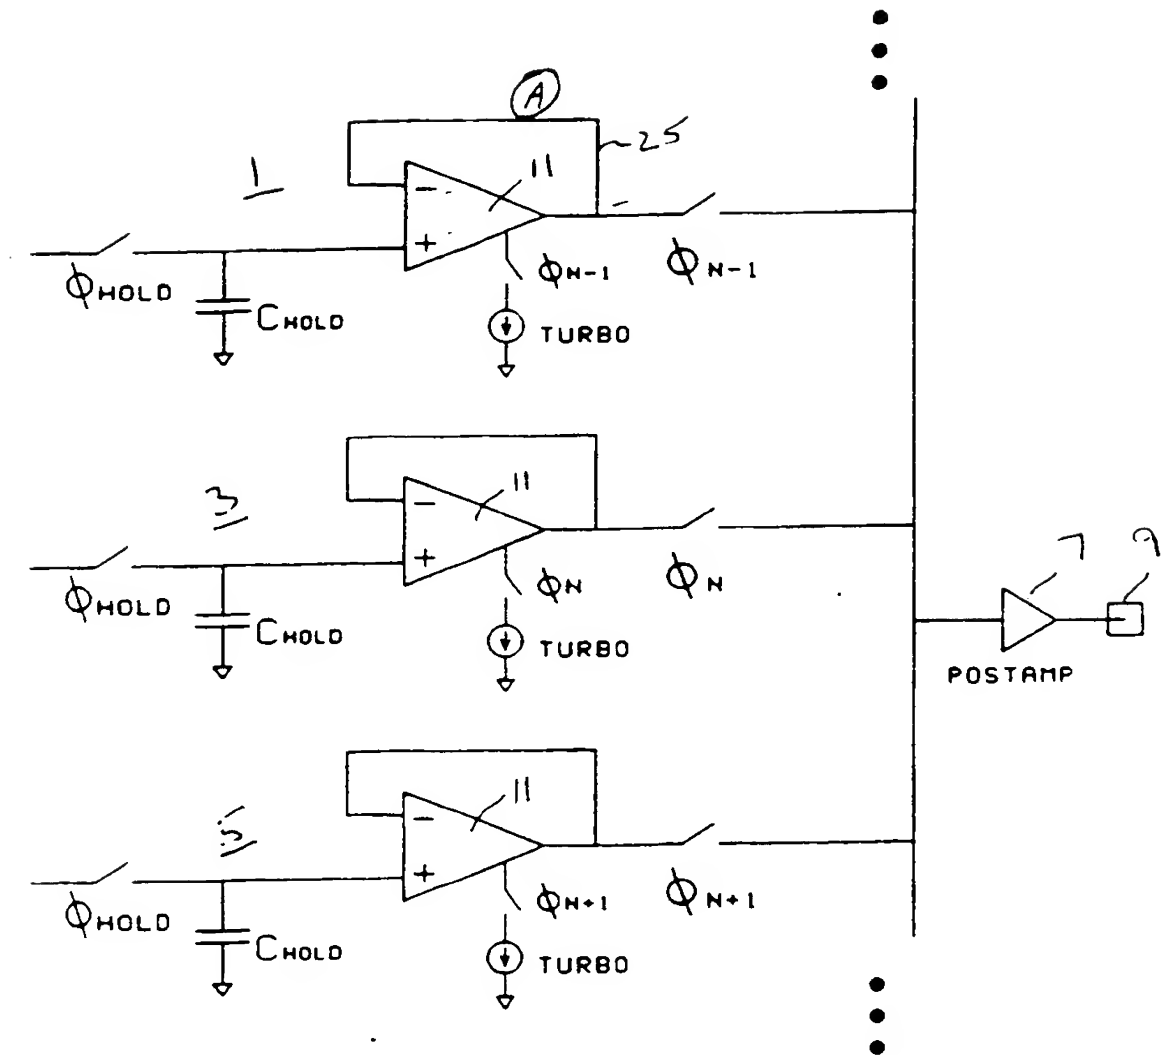 A
25
1
11
−
+
ϕHOLD
CHOLD
ϕN-1
ϕN-1
TURBO
3
11
−
+
ϕHOLD
CHOLD
ϕN
ϕN
TURBO
7
9
POSTAMP
5
11
−
+
ϕHOLD
CHOLD
ϕN+1
ϕN+1
TURBO